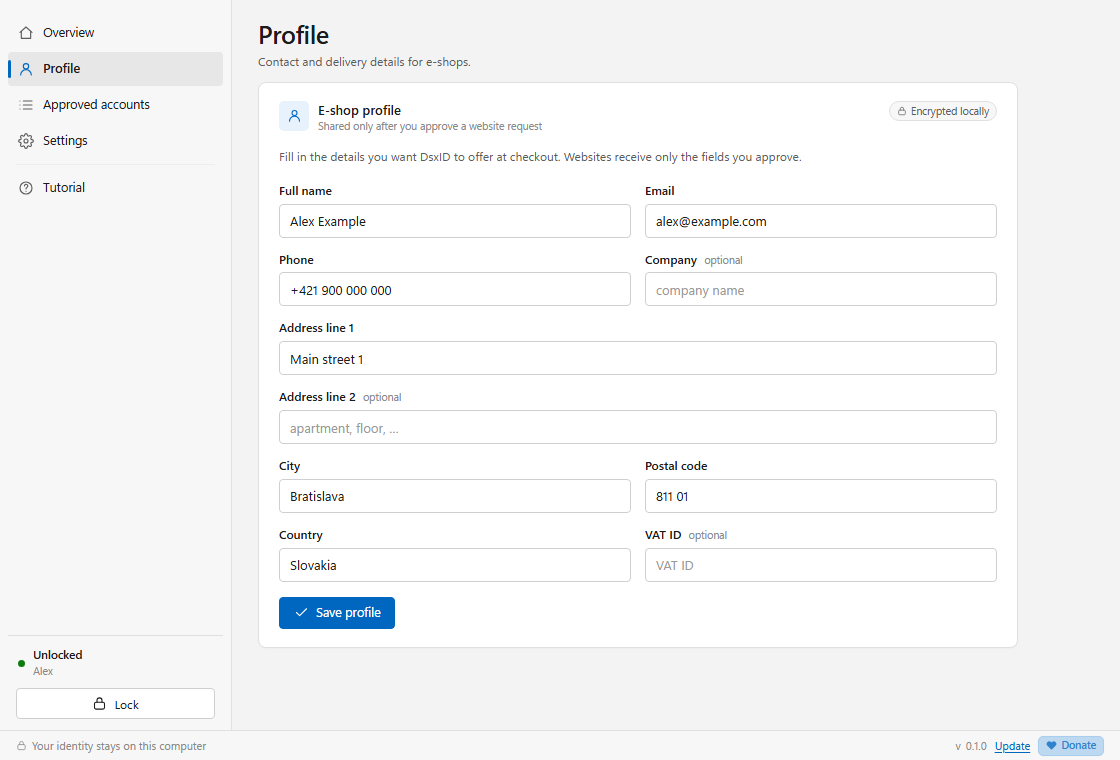 Overview
Profile
Approved accounts
Settings
Tutorial
Profile
Contact and delivery details for e-shops.
E-shop profile
Shared only after you approve a website request
Encrypted locally
Fill in the details you want DsxID to offer at checkout. Websites receive only the fields you approve.
Full name
Alex Example
Email
alex@example.com
Phone
+421 900 000 000
Company optional
company name
Address line 1
Main street 1
Address line 2 optional
apartment, floor, ...
City
Bratislava
Postal code
811 01
Country
Slovakia
VAT ID optional
VAT ID
Save profile
Unlocked
Alex
Lock
Your identity stays on this computer
v 0.1.0 Update Donate